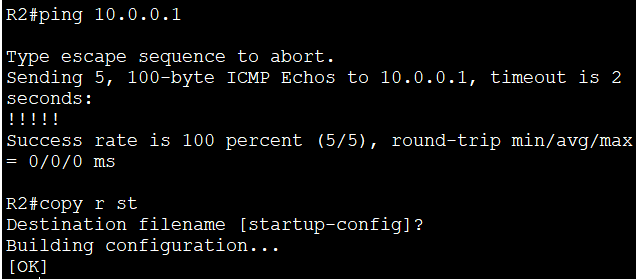 R2#ping 10.0.0.1
Type escape sequence to abort.
Sending 5, 100-byte ICMP Echos to 10.0.0.1, timeout is 2
seconds:
!!!!!
Success rate is 100 percent (5/5), round-trip min/avg/max
= 0/0/0 ms
R2#copy r st
Destination filename [startup-config]?
Building configuration...
[OK]